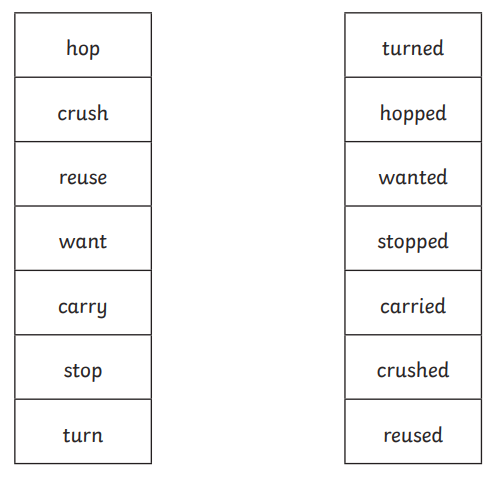 hop
turned
crush
hopped
reuse
wanted
want
stopped
carry
carried
stop
crushed
turn
reused